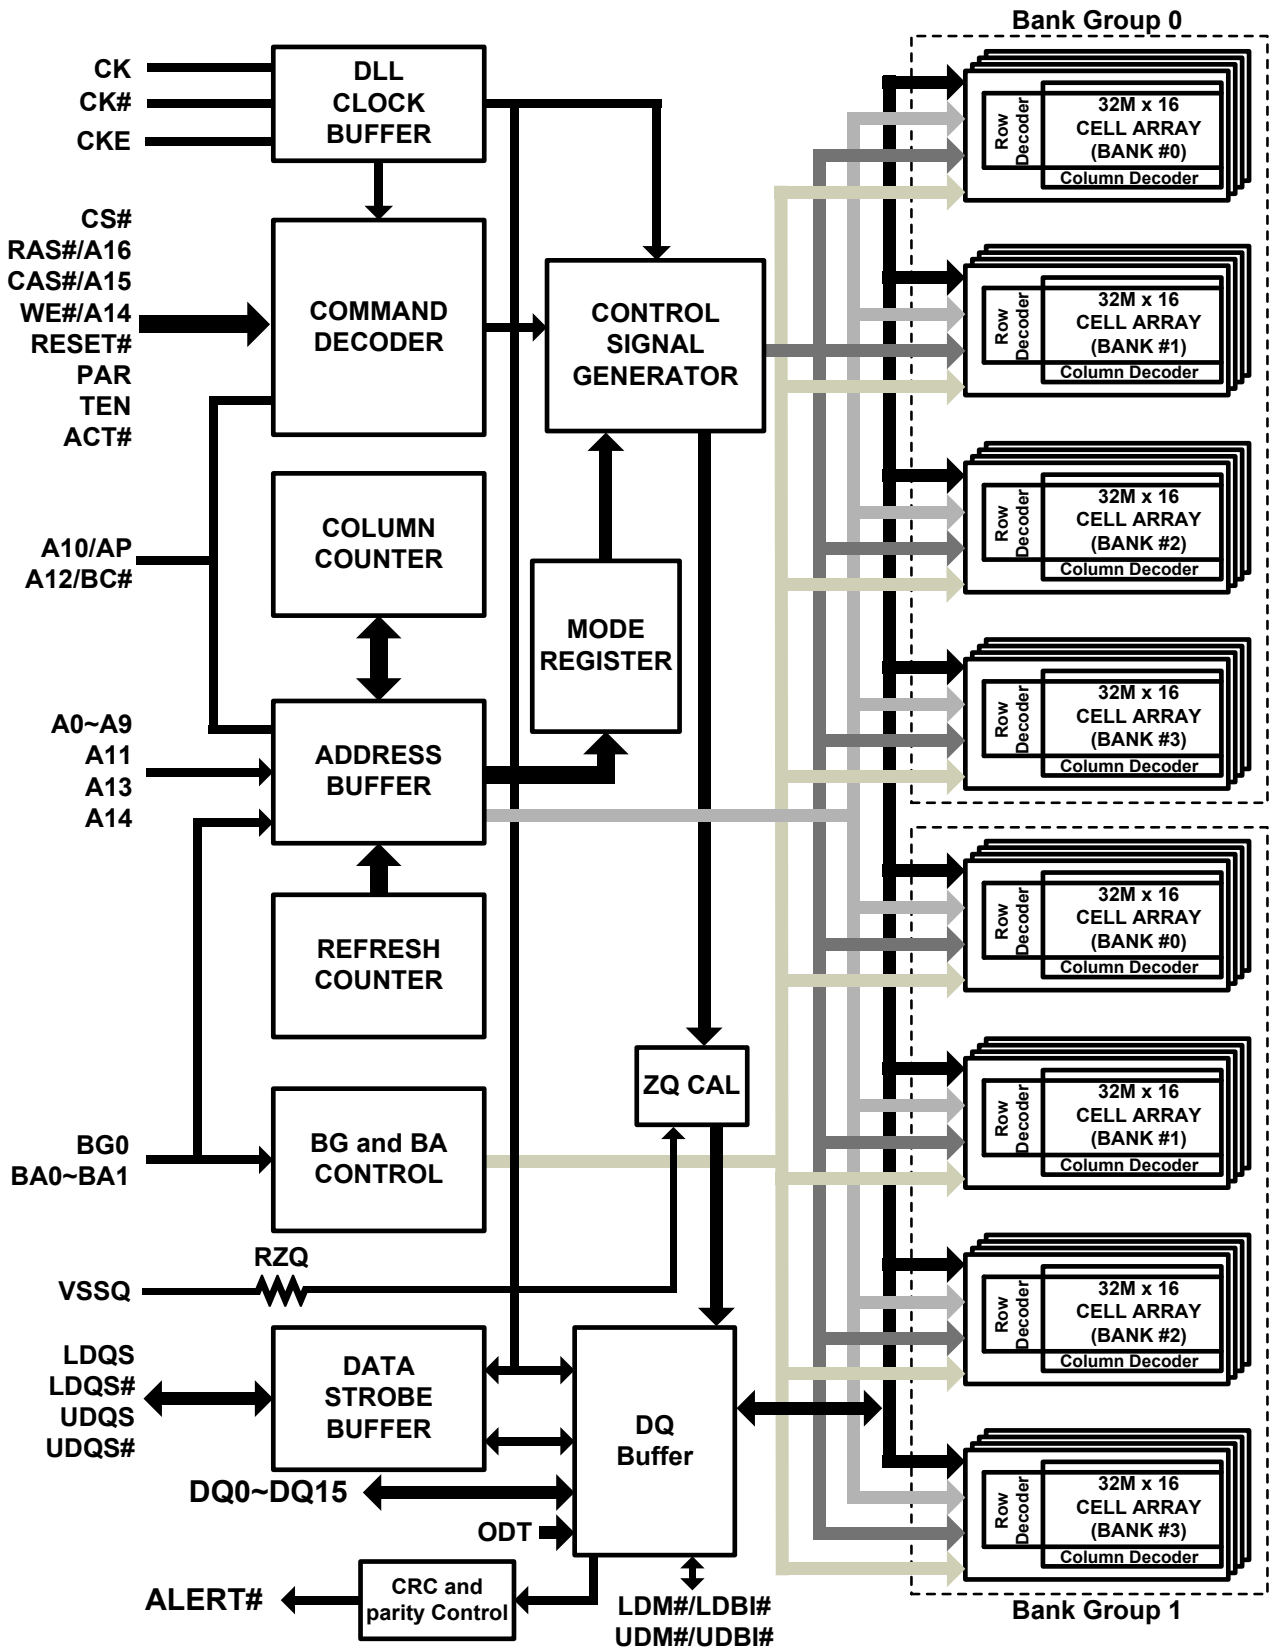 Bank Group 0
CK
CK#
CKE
DLL
CLOCK
BUFFER
CS#
RAS#/A16
CAS#/A15
WE#/A14
RESET#
PAR
TEN
ACT#
COMMAND
DECODER
CONTROL
SIGNAL
GENERATOR
A10/AP
A12/BC#
COLUMN
COUNTER
MODE
REGISTER
A0~A9
A11
A13
A14
ADDRESS
BUFFER
REFRESH
COUNTER
ZQ CAL
BG0
BA0~BA1
BG and BA
CONTROL
RZQ
VSSQ
LDQS
LDQS#
UDQS
UDQS#
DATA
STROBE
BUFFER
DQ
Buffer
DQ0~DQ15
ODT
ALERT#
CRC and
parity Control
LDM#/LDBI#
UDM#/UDBI#
Row
Decoder
32M x 16
CELL ARRAY
(BANK #0)
Column Decoder
Row
Decoder
32M x 16
CELL ARRAY
(BANK #1)
Column Decoder
Row
Decoder
32M x 16
CELL ARRAY
(BANK #2)
Column Decoder
Row
Decoder
32M x 16
CELL ARRAY
(BANK #3)
Column Decoder
Row
Decoder
32M x 16
CELL ARRAY
(BANK #0)
Column Decoder
Row
Decoder
32M x 16
CELL ARRAY
(BANK #1)
Column Decoder
Row
Decoder
32M x 16
CELL ARRAY
(BANK #2)
Column Decoder
Row
Decoder
32M x 16
CELL ARRAY
(BANK #3)
Column Decoder
Bank Group 1